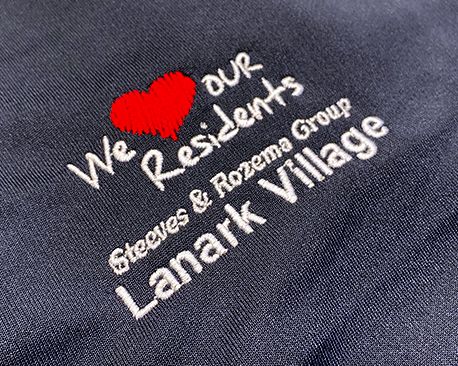 We OUR
Residents
Steeves & Rozema Group
Lanark Village